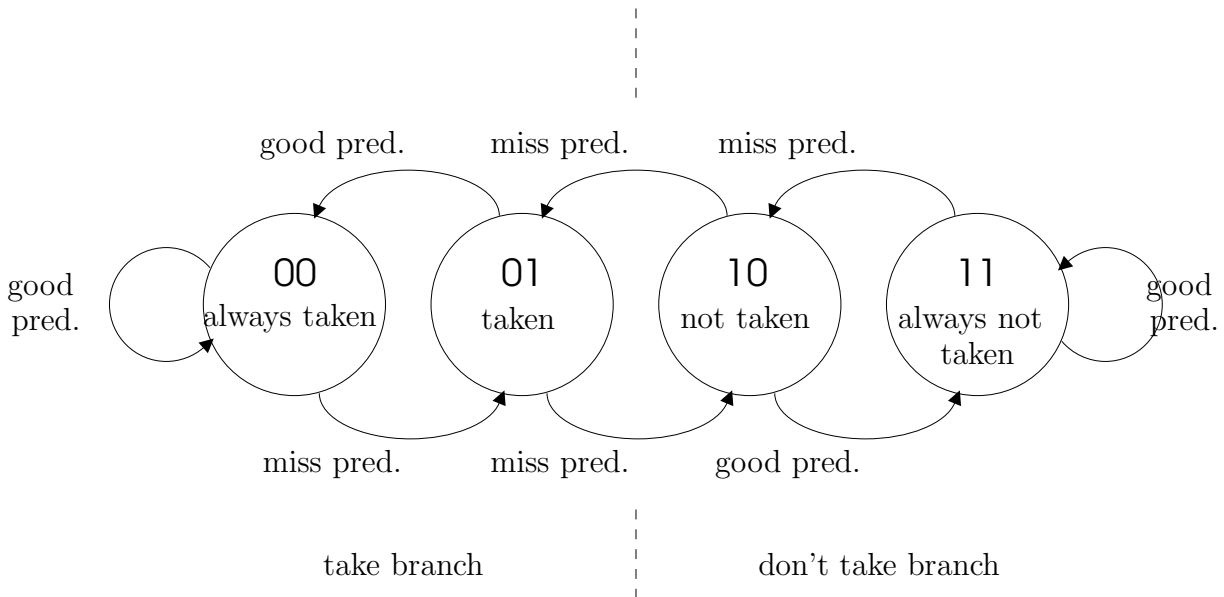 good pred.
miss pred.
miss pred.
good
pred.
00
always taken
01
taken
10
not taken
11
always not
taken
good
pred.
miss pred.
miss pred.
good pred.
take branch
don't take branch